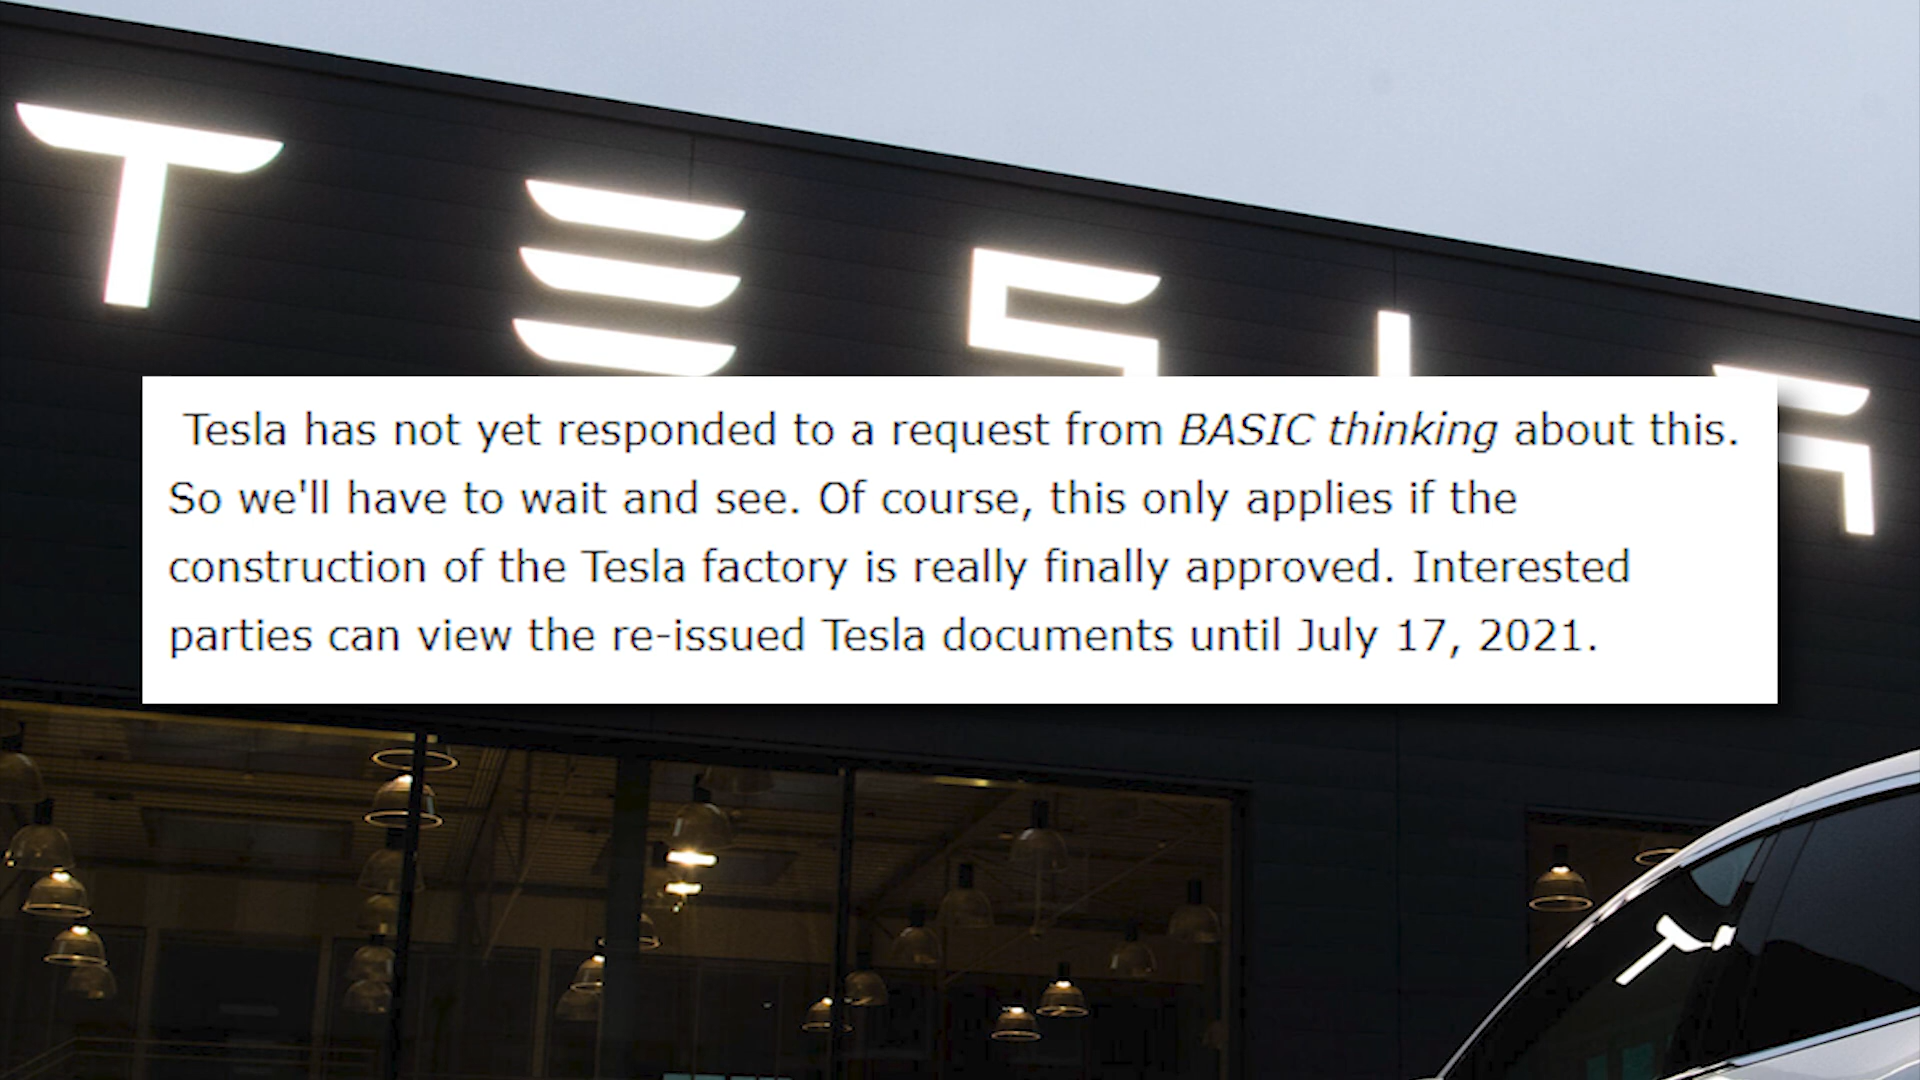 TESLA
Tesla has not yet responded to a request from BASIC thinking about this.
So we'll have to wait and see. Of course, this only applies if the
construction of the Tesla factory is really finally approved. Interested
parties can view the re-issued Tesla documents until July 17, 2021.
T